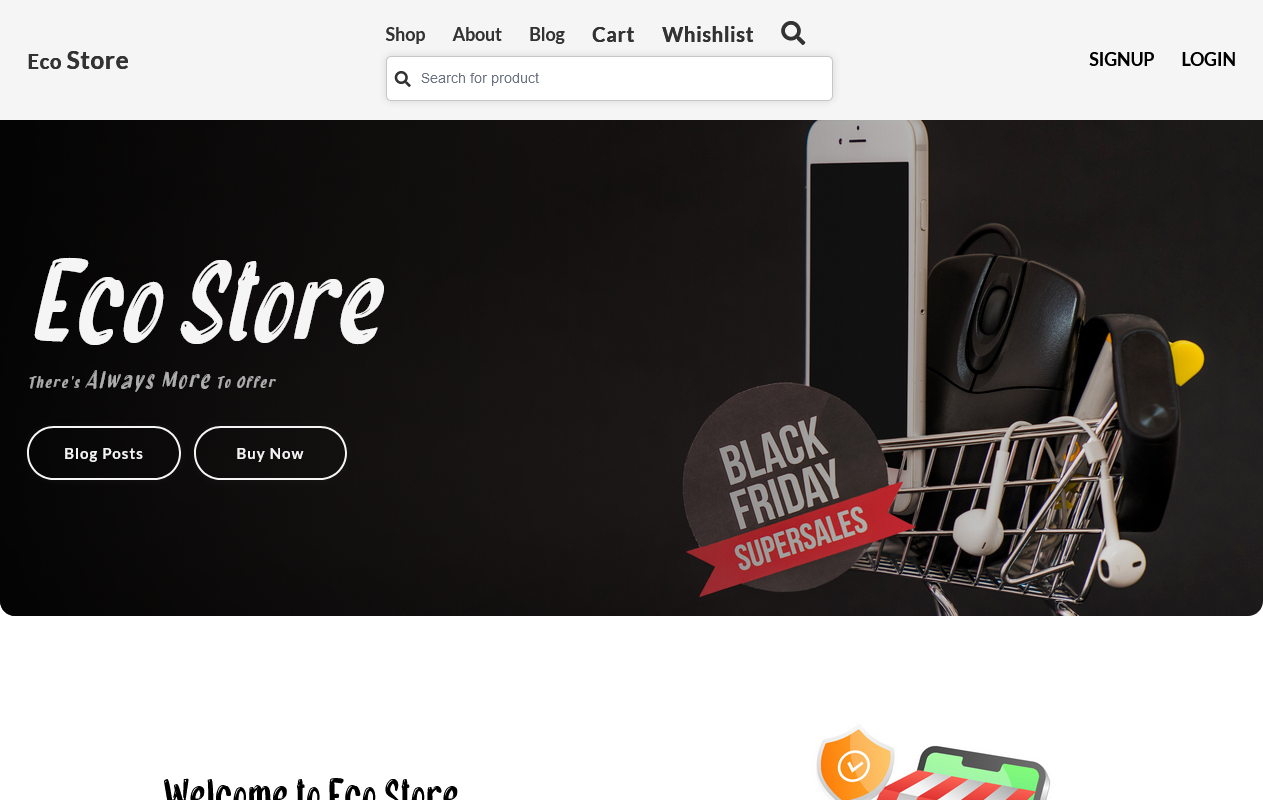 Eco Store
Shop About Blog Cart Whishlist
Search for product
SIGNUP LOGIN
Eco Store
There's Always More To Offer
Blog Posts Buy Now
BLACK
FRIDAY
SUPERSALES
Welcome to Eco Store